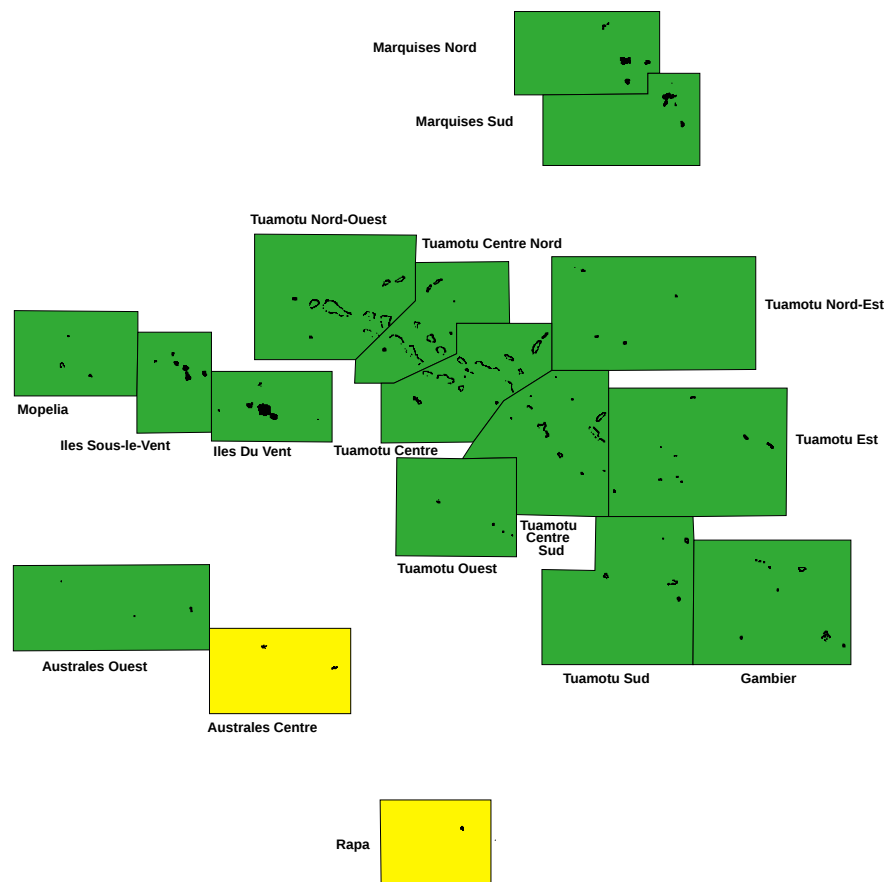 Marquises Nord
Marquises Sud
Tuamotu Nord-Ouest
Tuamotu Centre Nord
Tuamotu Nord-Est
Mopelia
Iles Sous-le-Vent
Iles Du Vent
Tuamotu Centre
Tuamotu Est
Tuamotu
Centre
Sud
Tuamotu Ouest
Australes Ouest
Tuamotu Sud
Gambier
Australes Centre
Rapa